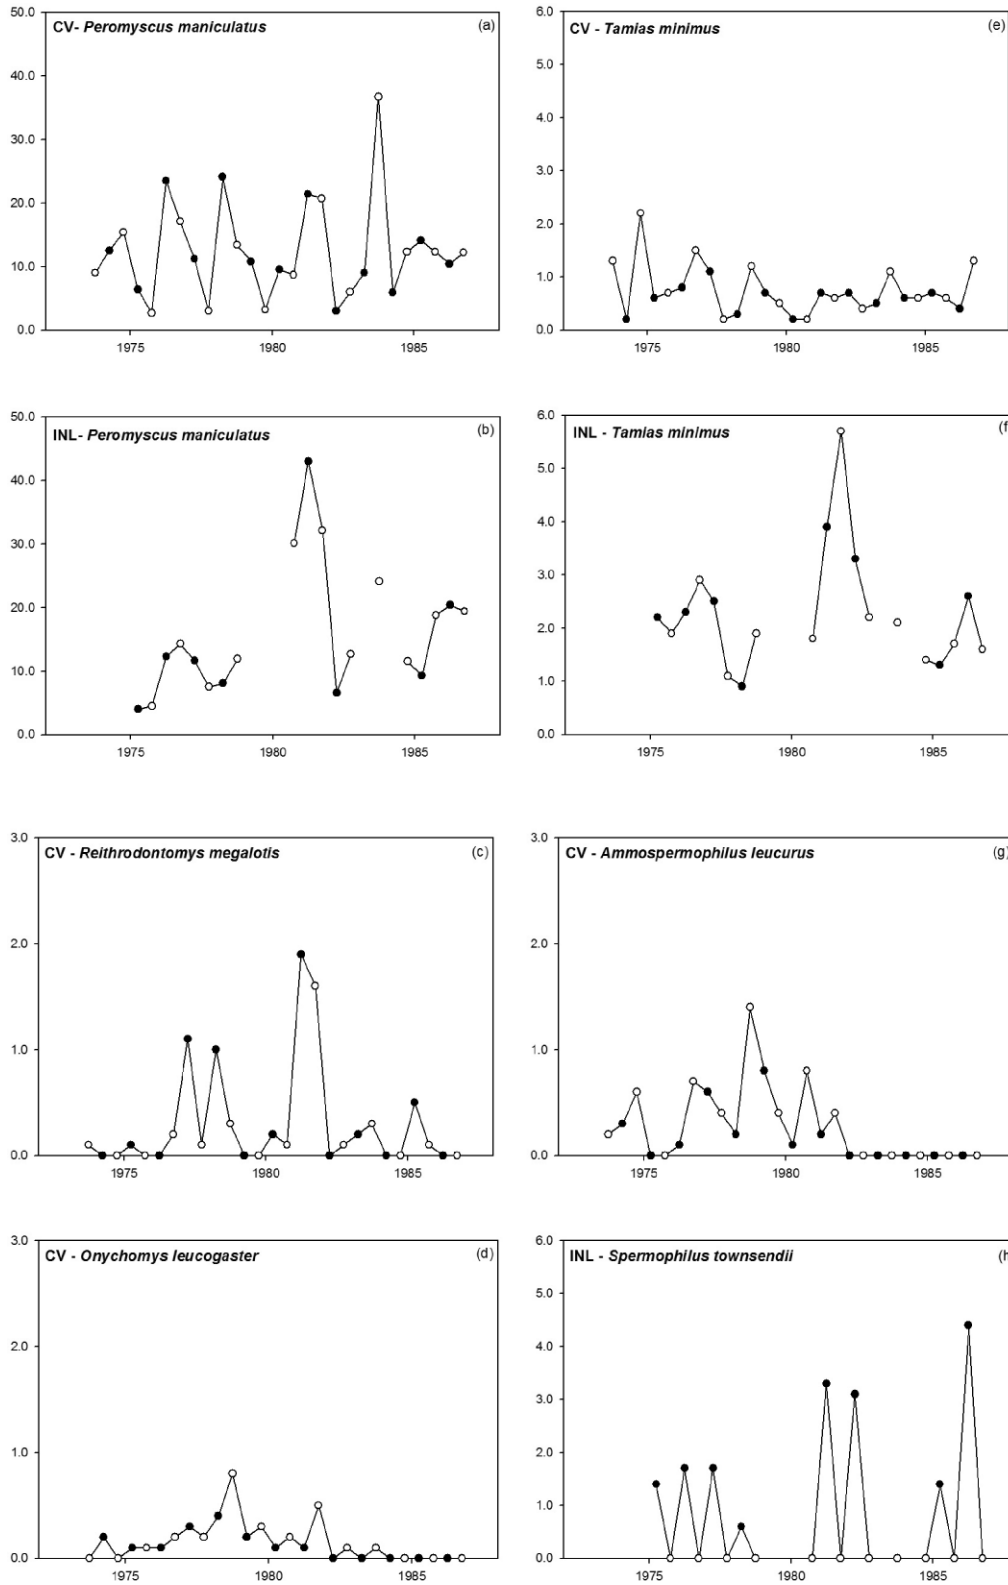 CV- Peromyscus maniculatus (a)
50.0
40.0
30.0
20.0
10.0
0.0
1975 1980 1985
CV - Tamias minimus (e)
6.0
5.0
4.0
3.0
2.0
1.0
0.0
1975 1980 1985
INL- Peromyscus maniculatus (b)
50.0
40.0
30.0
20.0
10.0
0.0
1975 1980 1985
INL - Tamias minimus (f
6.0
5.0
4.0
3.0
2.0
1.0
0.0
1975 1980 1985
CV - Reithrodontomys megalotis (c)
3.0
2.0
1.0
0.0
1975 1980 1985
CV - Ammospermophilus leucurus (g)
3.0
2.0
1.0
0.0
1975 1980 1985
CV - Onychomys leucogaster (d)
3.0
2.0
1.0
0.0
1975 1980 1985
INL - Spermophilus townsendii (h
6.0
5.0
4.0
3.0
2.0
1.0
0.0
1975 1980 1985